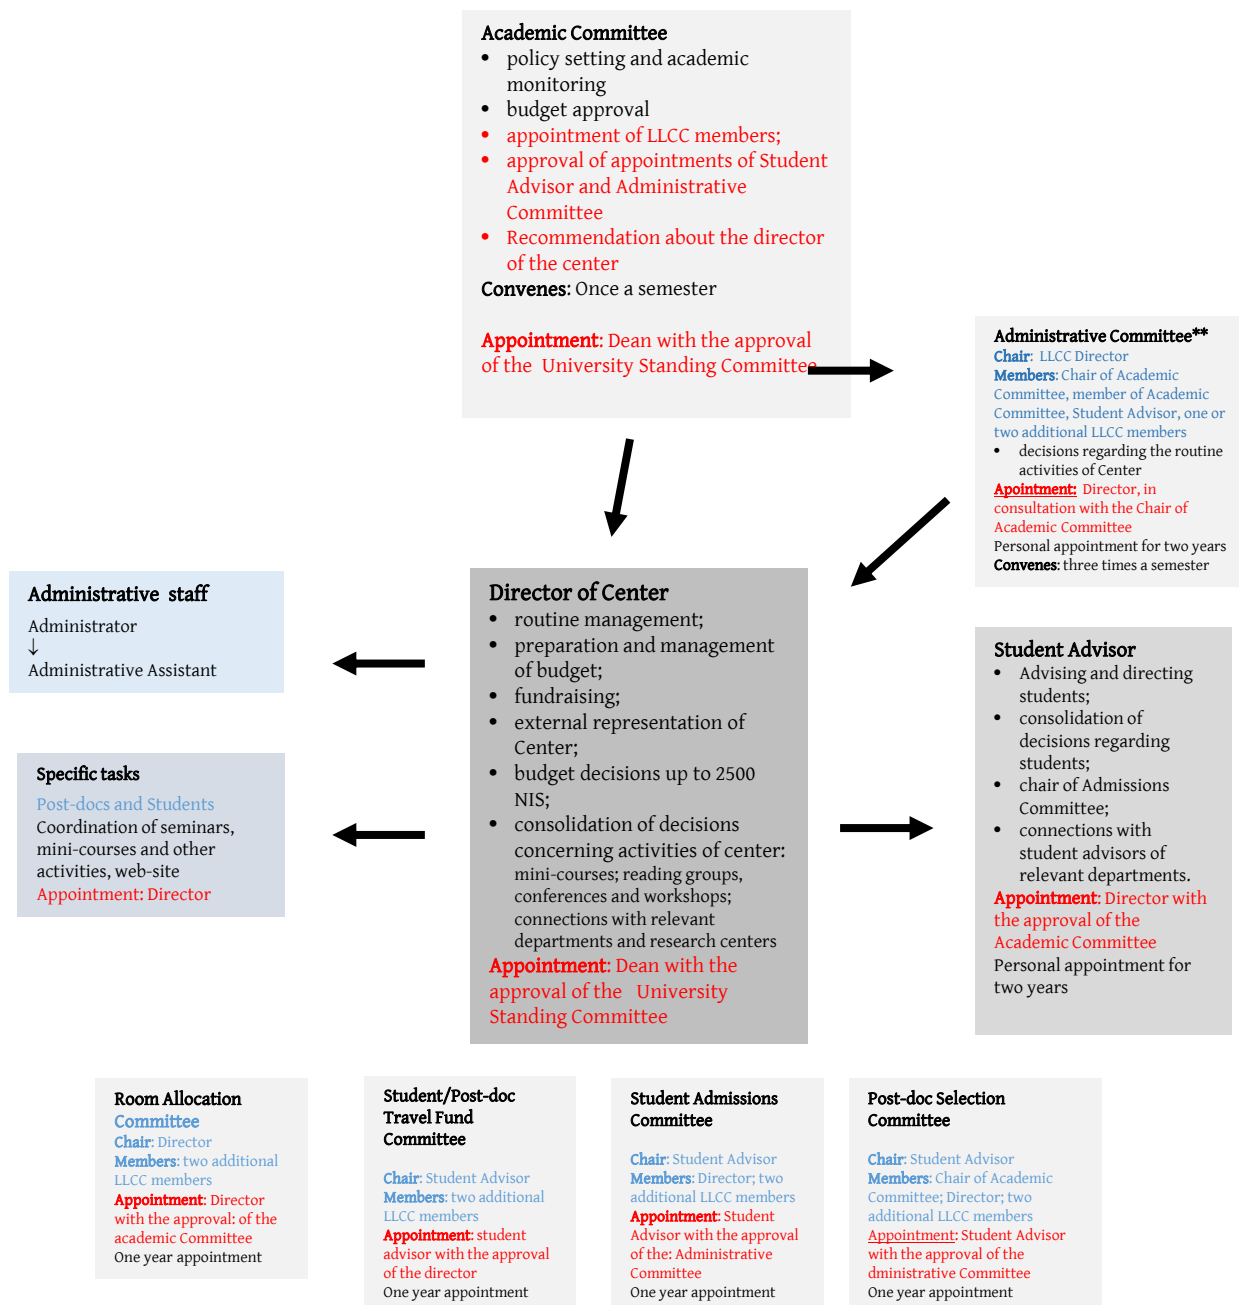 Academic Committee
• policy setting and academic
monitoring
• budget approval
• appointment of LLCC members;
• approval of appointments of Student
Advisor and Administrative
Committee
• Recommendation about the director
of the center
Convenes: Once a semester
Appointment: Dean with the approval
of the University Standing Committee
Administrative Committee**
Chair: LLCC Director
Members: Chair of Academic
Committee, member of Academic
Committee, Student Advisor, one or
two additional LLCC members
• decisions regarding the routine
activities of Center
Apointment: Director, in
consultation with the Chair of
Academic Committee
Personal appointment for two years
Convenes: three times a semester
Administrative staff
Administrator
↓
Administrative Assistant
Director of Center
• routine management;
• preparation and management
of budget;
• fundraising;
• external representation of
Center;
• budget decisions up to 2500
NIS;
• consolidation of decisions
concerning activities of center:
mini-courses; reading groups,
conferences and workshops;
connections with relevant
departments and research centers
Appointment: Dean with the
approval of the University
Standing Committee
Student Advisor
• Advising and directing
students;
• consolidation of
decisions regarding
students;
• chair of Admissions
Committee;
• connections with
student advisors of
relevant departments.
Appointment: Director with
the approval of the
Academic Committee
Personal appointment for
two years
Specific tasks
Post-docs and Students
Coordination of seminars,
mini-courses and other
activities, web-site
Appointment: Director
Room Allocation
Committee
Chair: Director
Members: two additional
LLCC members
Appointment: Director
with the approval: of the
academic Committee
One year appointment
Student/Post-doc
Travel Fund
Committee
Chair: Student Advisor
Members: two additional
LLCC members
Appointment: student
advisor with the approval
of the director
One year appointment
Student Admissions
Committee
Chair: Student Advisor
Members: Director; two
additional LLCC members
Appointment: Student
Advisor with the approval
of the: Administrative
Committee
One year appointment
Post-doc Selection
Committee
Chair: Student Advisor
Members: Chair of Academic
Committee; Director; two
additional LLCC members
Appointment: Student Advisor
with the approval of the
dministrative Committee
One year appointment